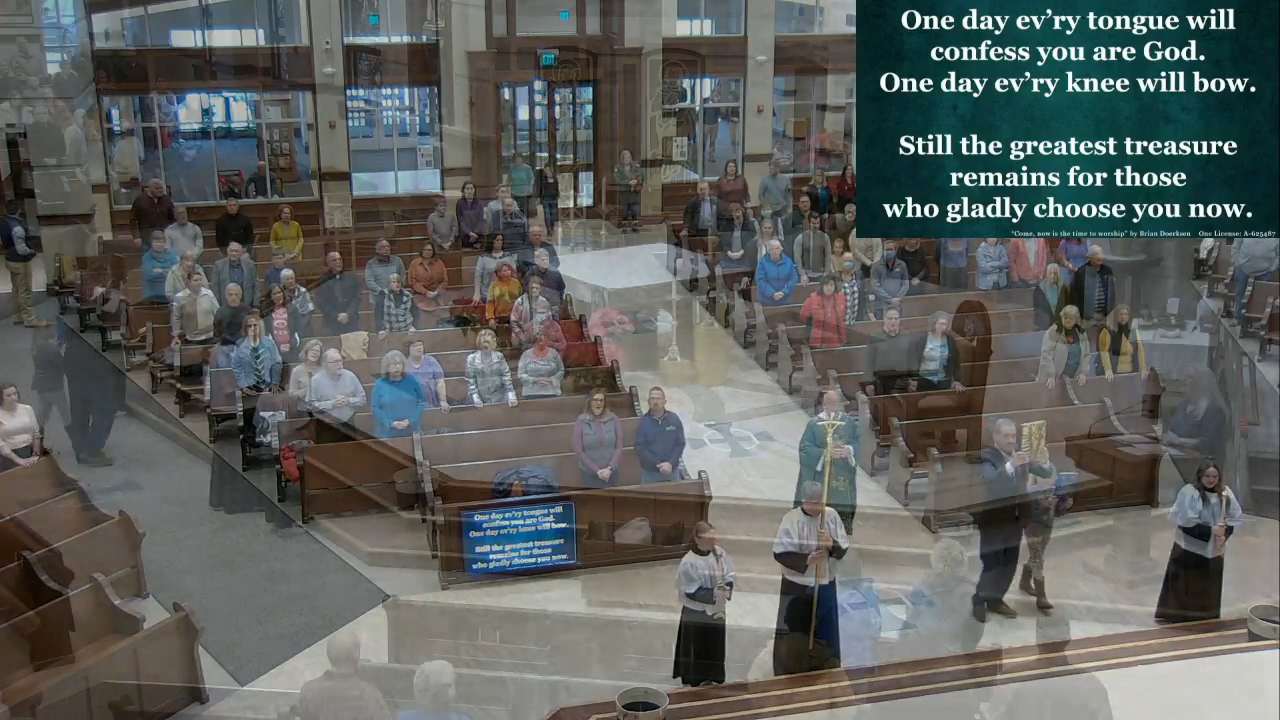 One day ev’ry tongue will
confess you are God.
One day ev’ry knee will bow.
Still the greatest treasure
remains for those
who gladly choose you now.
"Come, now is the time to worship" by Brian Doerksen One License: A-625487
One day ev’ry tongue will
confess you are God.
One day ev’ry knee will bow.
Still the greatest treasure
remains for those
who gladly choose you now.